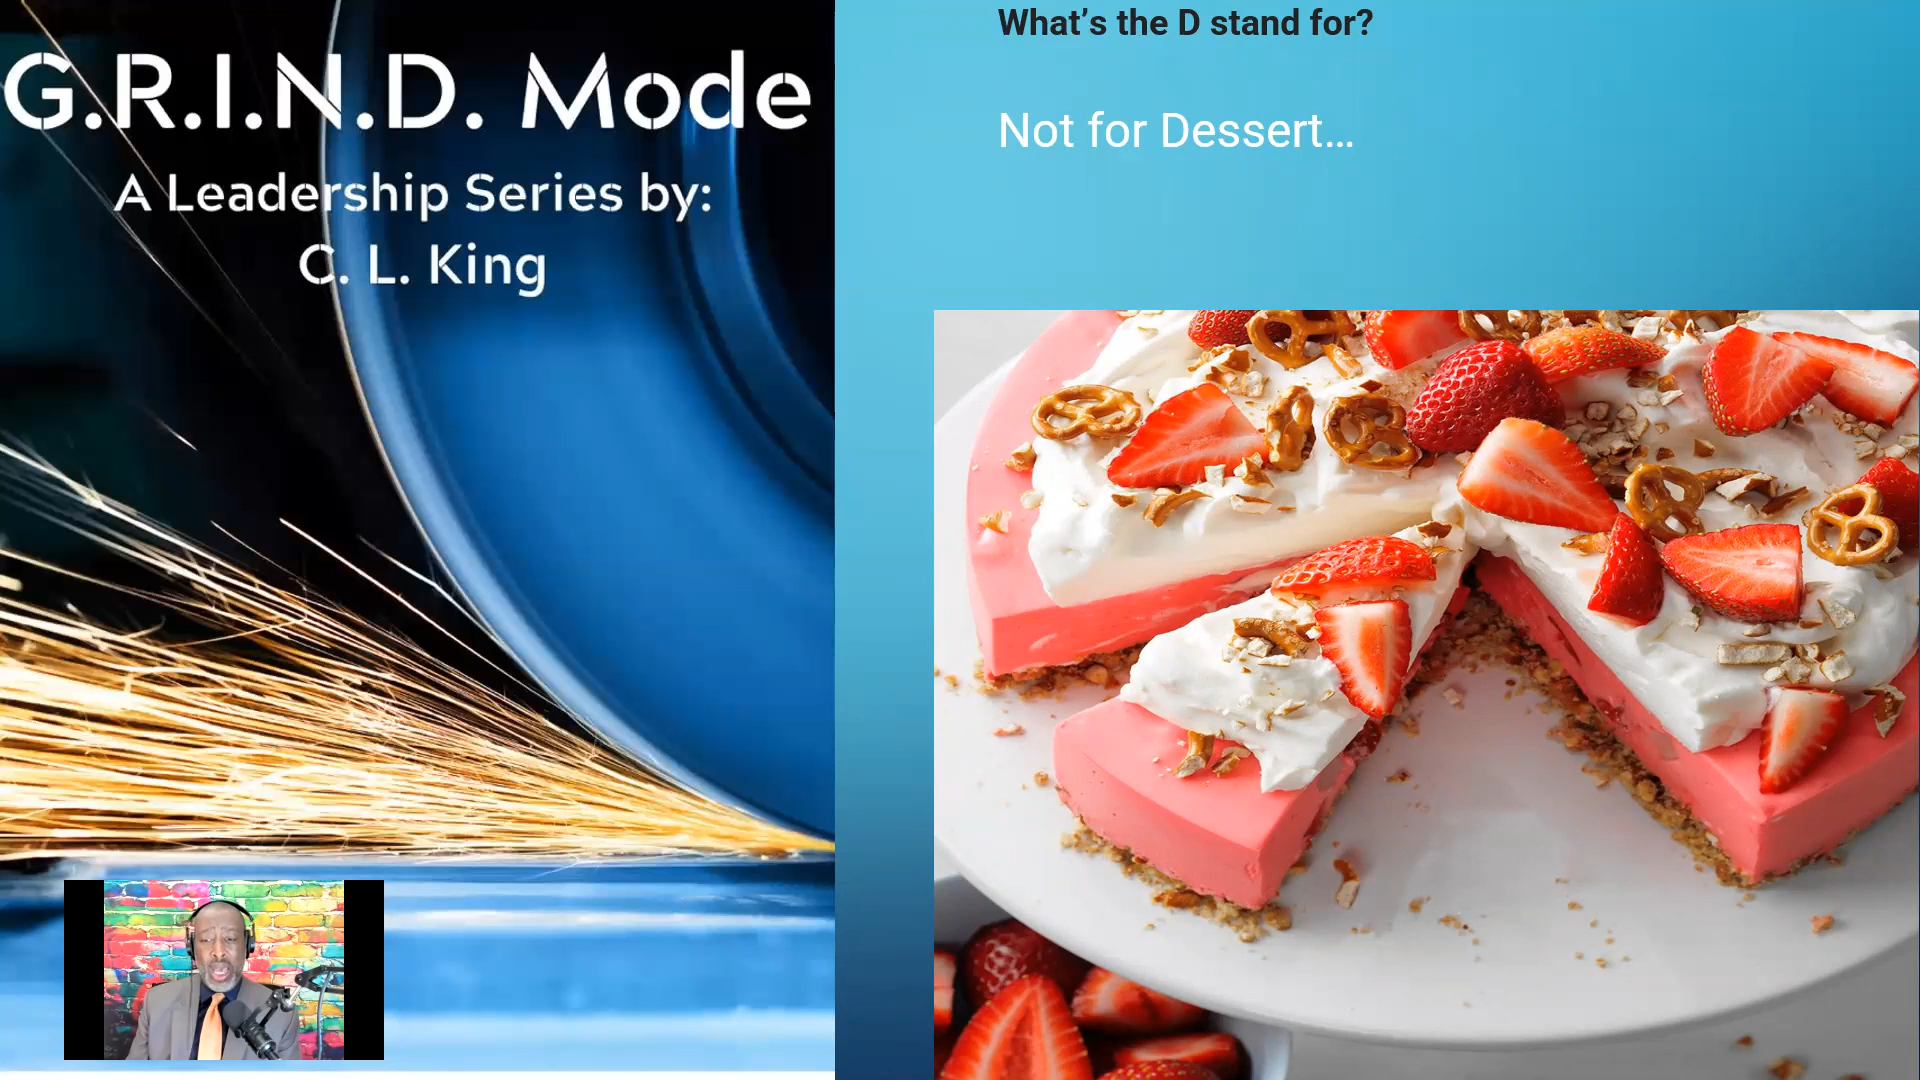 G.R.I.N.D. Mode
A Leadership Series by:
C. L. King
What’s the D stand for?
Not for Dessert…